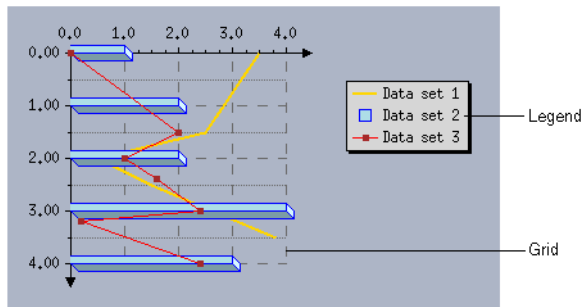 0.0 1.0 2.0 3.0 4.0
0.00
1.00
2.00
3.00
4.00
Data set 1
Data set 2
Data set 3
Legend
Grid